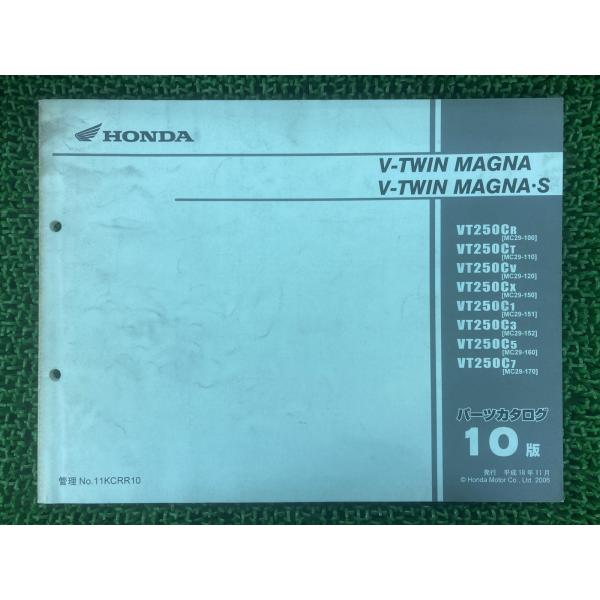 HONDA
V-TWIN MAGNA
V-TWIN MAGNA·S
VT250CR
[MC29-100]
VT250CT
[MC29-110]
VT250CV
[MC29-120]
VT250CX
[MC29-150]
VT250C1
[MC29-151]
VT250C3
[MC29-152]
VT250C5
[MC29-160]
VT250C7
[MC29-170]
パーツカタログ
10版
発行 平成18年11月
© Honda Motor Co., Ltd. 2006
管理 No.11KCRR10